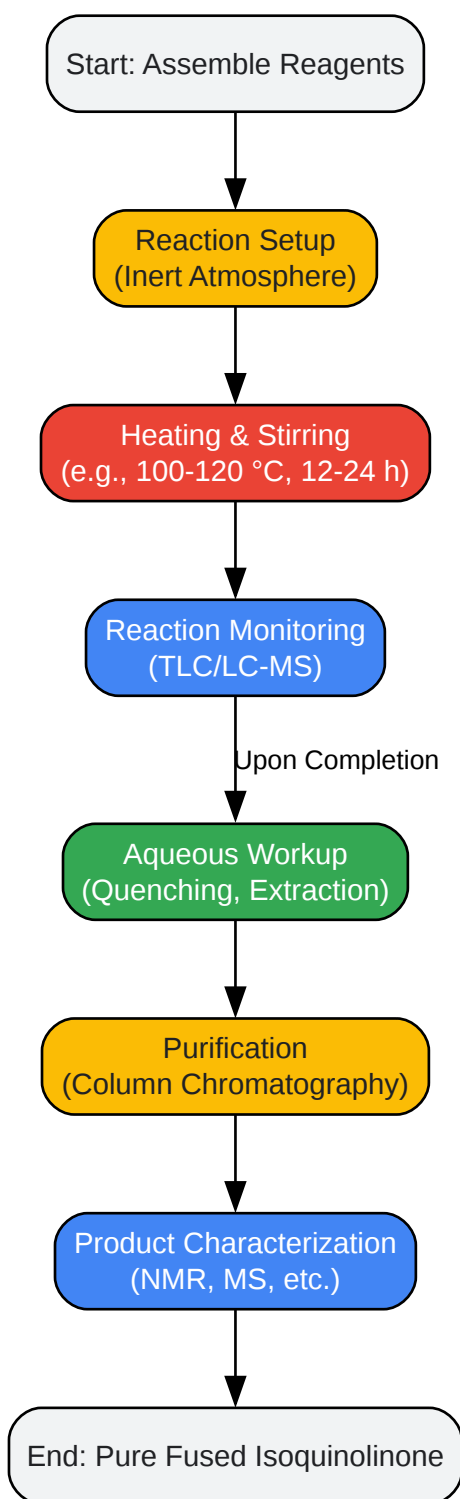 Start: Assemble Reagents
Reaction Setup
(Inert Atmosphere)
Heating & Stirring
(e.g., 100-120 °C, 12-24 h)
Reaction Monitoring
(TLC/LC-MS)
Upon Completion
Aqueous Workup
(Quenching, Extraction)
Purification
(Column Chromatography)
Product Characterization
(NMR, MS, etc.)
End: Pure Fused Isoquinolinone